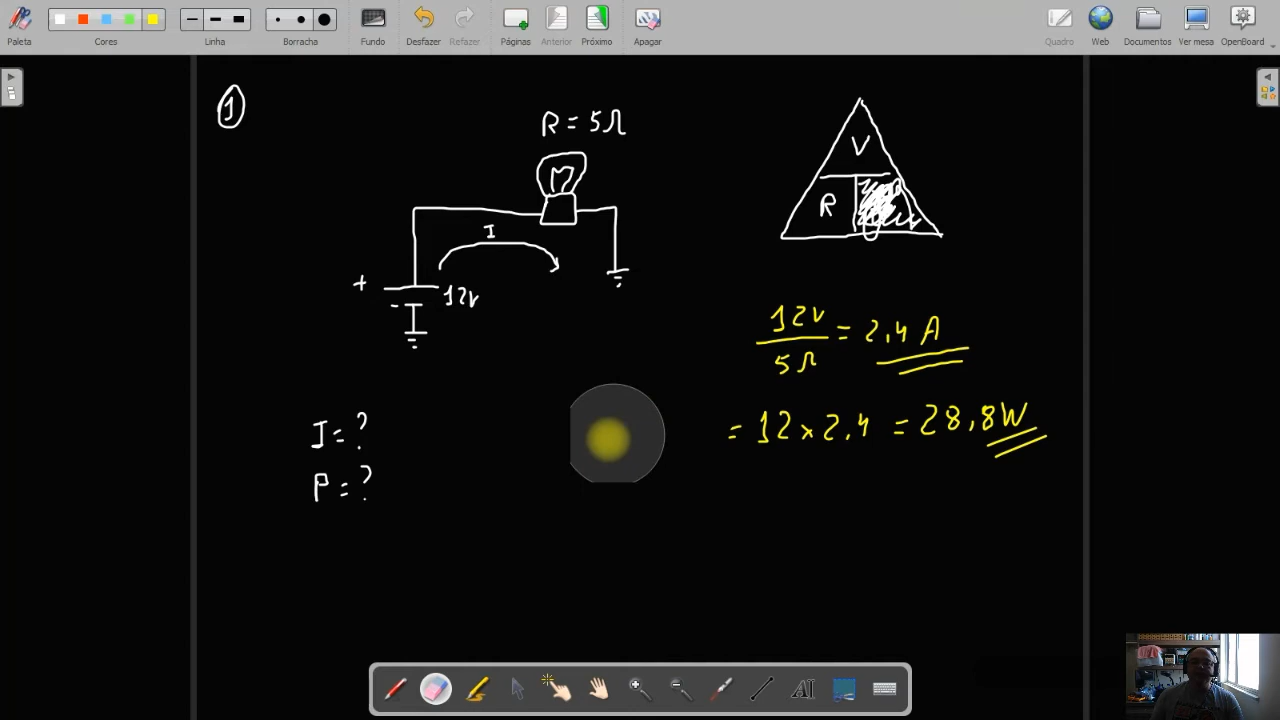 Paleta
Cores
Linha
Borracha
Fundo
Desfazer
Refazer
Páginas
Anterior
Próximo
Apagar
Quadro
Web
Documentos
Ver mesa
OpenBoard
1
R = 5Ω
I
+
-
12V
V
R
12V
5Ω
= 2.4 A
= 12 x 2.4 = 28,8W
I = ?
P = ?
AI